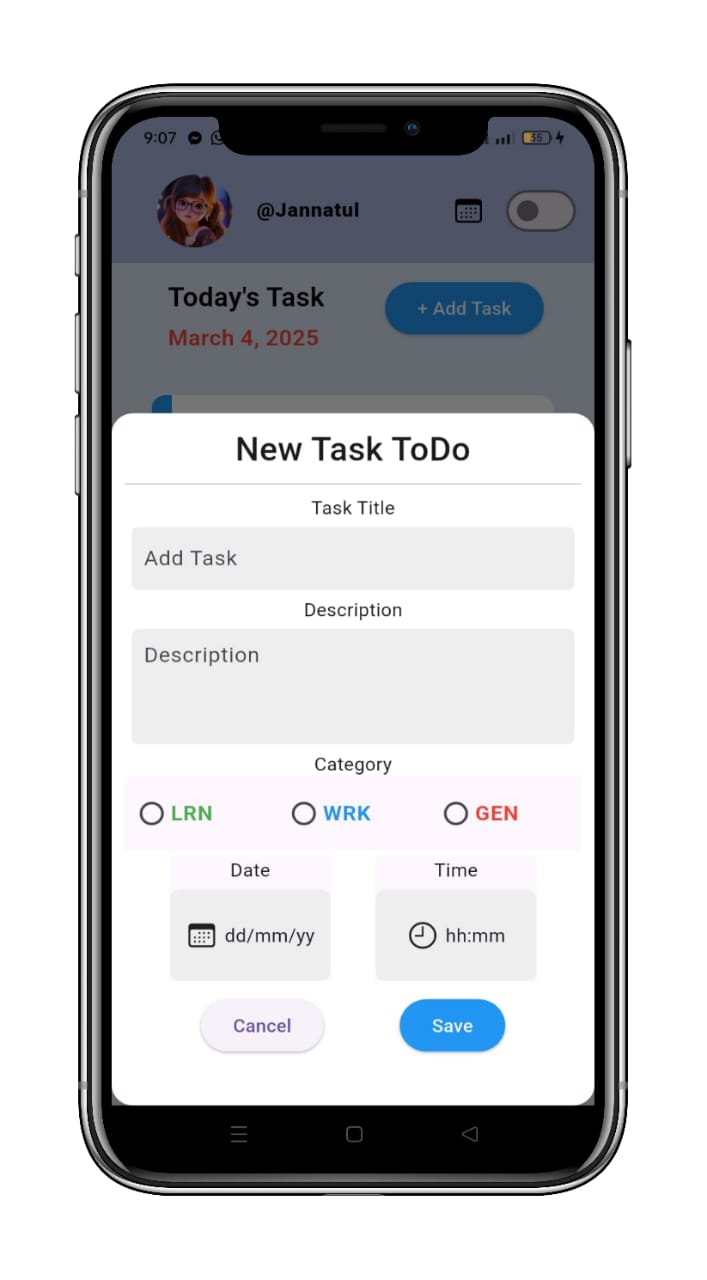 9:07 35
@Jannatul
Today's Task
+ Add Task
March 4, 2025
New Task ToDo
Task Title
Add Task
Description
Description
Category
LRN WRK GEN
Date Time
dd/mm/yy hh:mm
Cancel Save